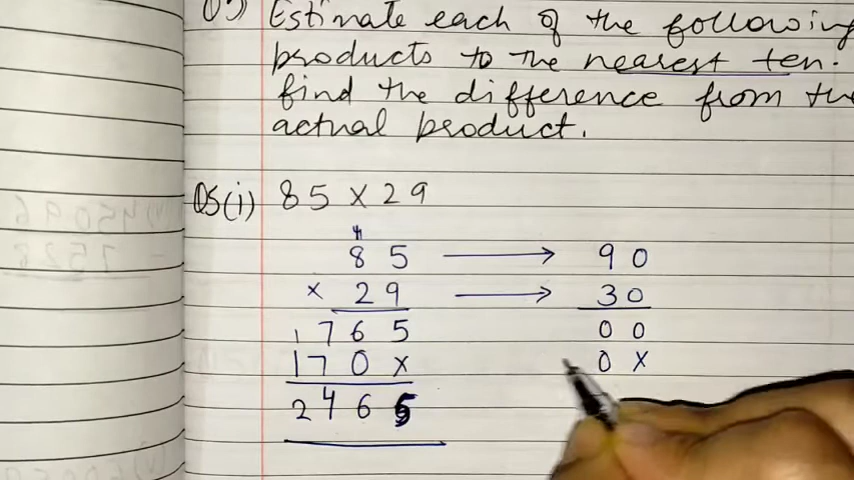 Q5) Estimate each of the following
products to the nearest ten.
find the difference from the
actual product.
Q5(i) 85 x 29
4
85 → 90
x 29 → 30
1765 00
170x 0x
2465